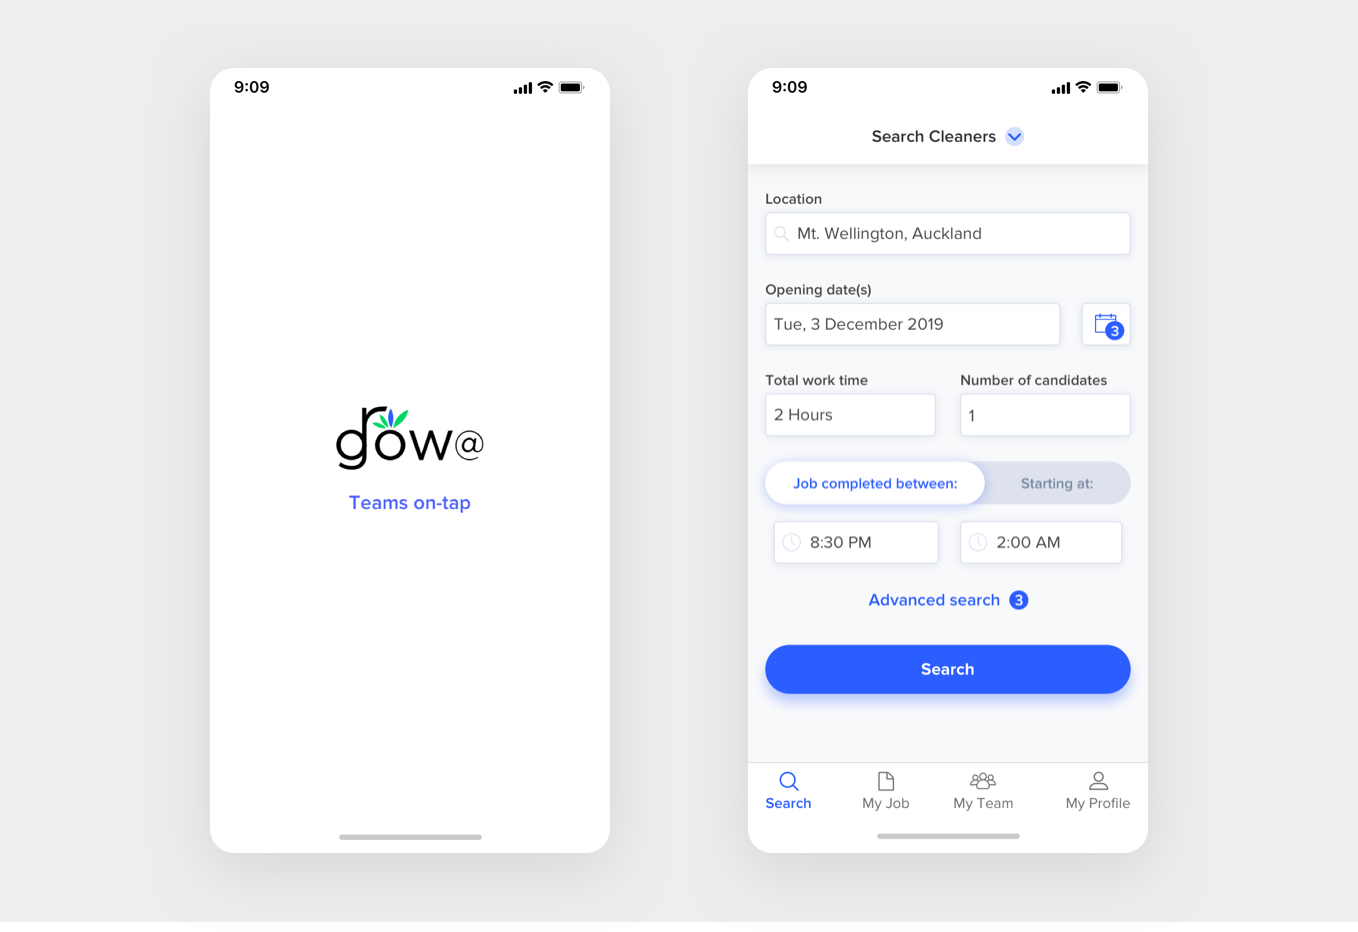 9:09
grow@
Teams on-tap
9:09
Search Cleaners
Location
Mt. Wellington, Auckland
Opening date(s)
Tue, 3 December 2019
3
Total work time
Number of candidates
2 Hours
1
Job completed between:
Starting at:
8:30 PM
2:00 AM
Advanced search 3
Search
Search
My Job
My Team
My Profile